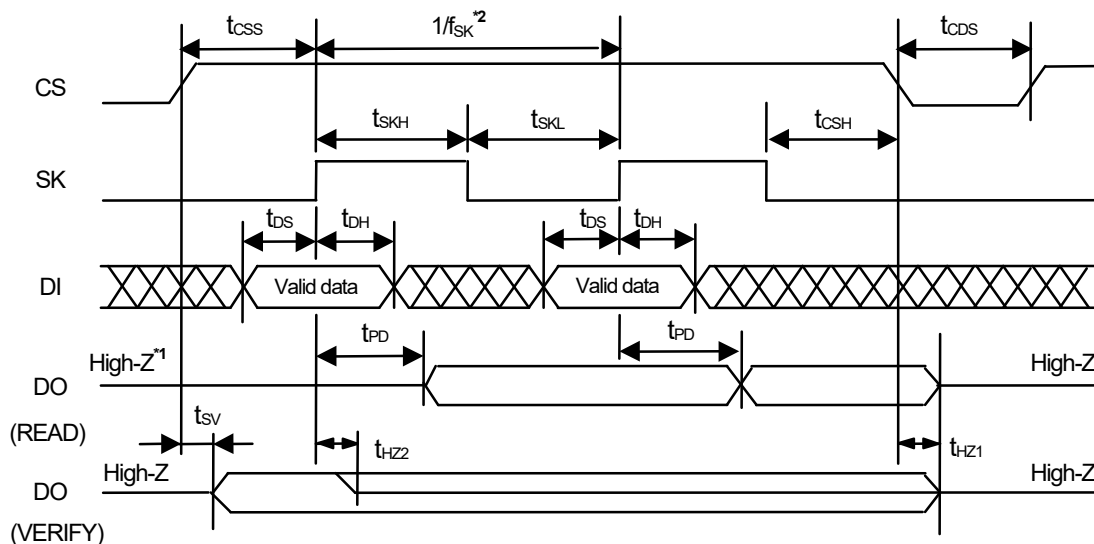 tCSS 1/fSK*2 tCDS
CS
tSKH tSKL tCSH
SK
tDS tDH tDS tDH
DI Valid data Valid data
tPD tPD
High-Z*1 High-Z
DO
(READ)
tSV tHZ2 tHZ1
High-Z High-Z
DO
(VERIFY)